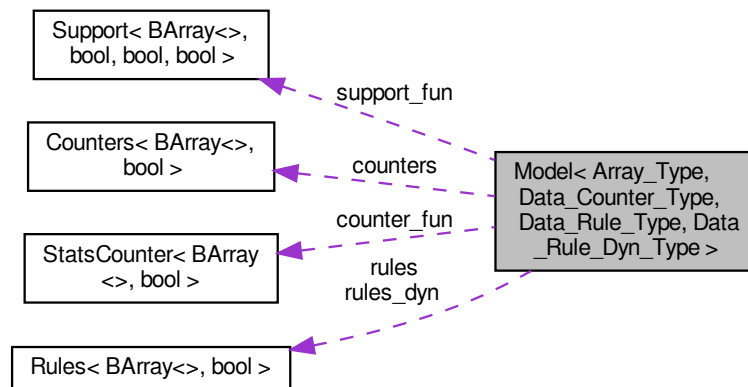 Support< BArray<>,
bool, bool, bool >
support_fun
Counters< BArray<>,
bool >
counters
Model< Array_Type,
Data_Counter_Type,
Data_Rule_Type, Data
_Rule_Dyn_Type >
counter_fun
StatsCounter< BArray
<>, bool >
rules
rules_dyn
Rules< BArray<>, bool >